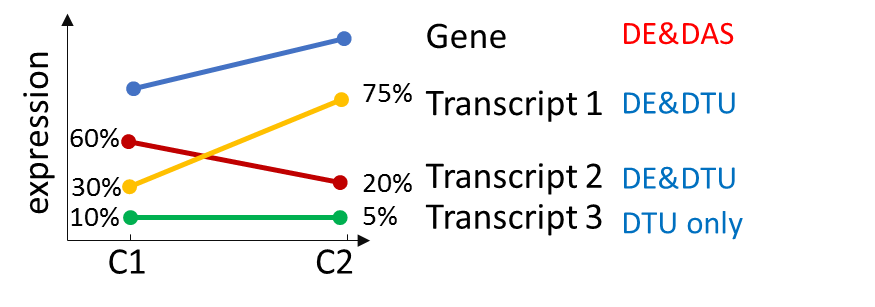 expression
Gene DE&DAS
75% Transcript 1 DE&DTU
60%
30%
20% Transcript 2 DE&DTU
10%
5% Transcript 3 DTU only
C1 C2